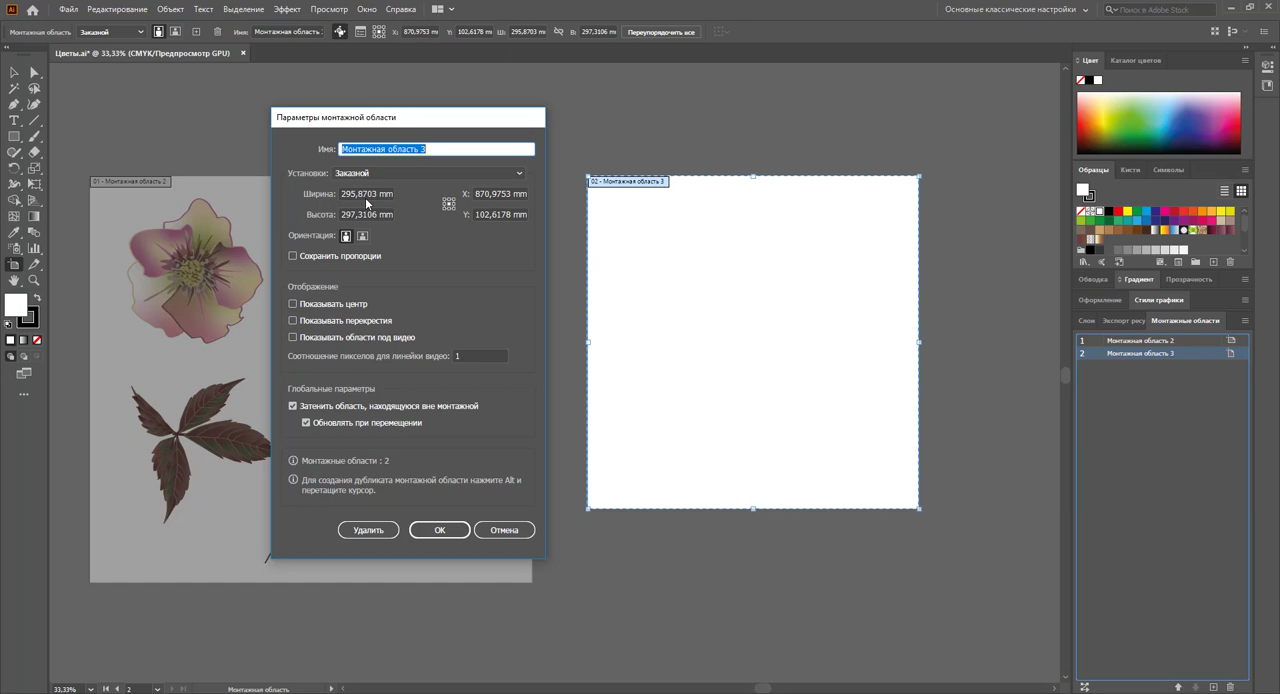 Ai
Файл Редактирование Объект Текст Выделение Эффект Просмотр Окно Справка
Основные классические настройки
Поиск в Adobe Stock
Монтажная область Заказной Имя: Монтажная область X: 870,9753 мм Y: 102,6178 мм Ш: 295,8703 мм В: 297,3106 мм Переупорядочить все
Цветы.ai* @ 33,33% (CMYK/Предпросмотр GPU)
Цвет Каталог цветов
Параметры монтажной области
Имя: Монтажная область 3
Установки: Заказной
01 - Монтажная область 2
02 - Монтажная область 3
Образцы Кисти Символы
Ширина: 295,8703 mm X: 870,9753 mm
Высота: 297,3106 mm Y: 102,6178 mm
Ориентация:
Сохранить пропорции
Обводка Градиент Прозрачность
Отображение
Показывать центр
Показывать перекрестия
Показывать области под видео
Соотношение пикселов для линейки видео: 1
Оформление Стили графики
Слои Экспорт рису Монтажные области
1 Монтажная область 2
2 Монтажная область 3
Глобальные параметры
Затенить область, находящуюся вне монтажной
Обновлять при перемещении
Монтажные области : 2
Для создания дубликата монтажной области нажмите Alt и
перетащите курсор.
Удалить OK Отмена
33,33% 2 Монтажная область